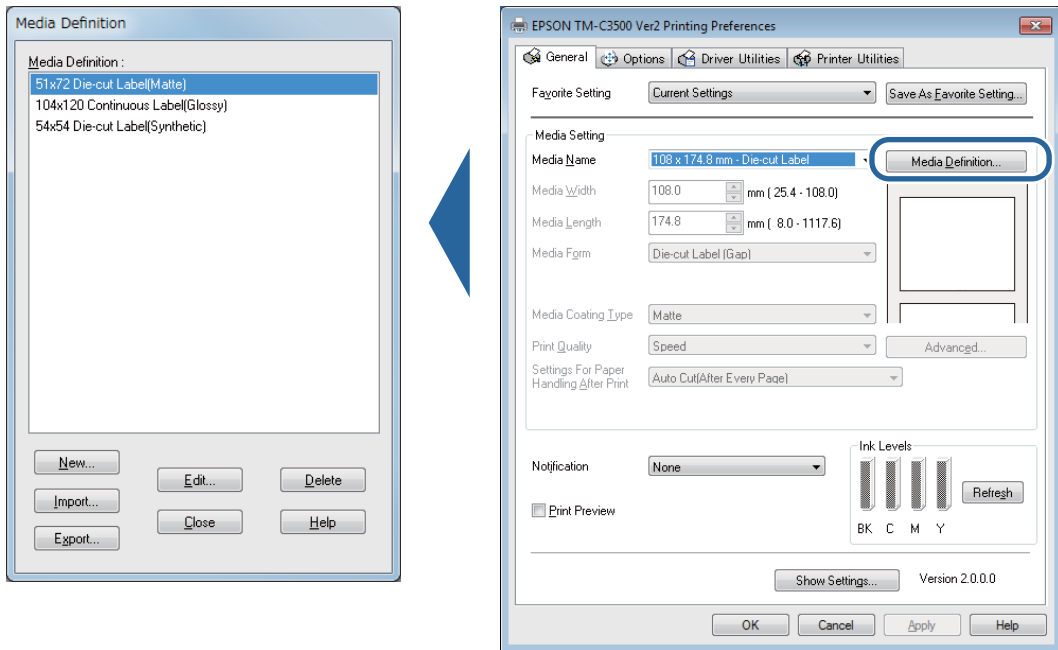 Media Definition
Media Definition :
51x72 Die-cut Label(Matte)
104x120 Continuous Label(Glossy)
54x54 Die-cut Label(Synthetic)
New...
Edit...
Delete
Import...
Close
Help
Export...
EPSON TM-C3500 Ver2 Printing Preferences
General
Options
Driver Utilities
Printer Utilities
Favorite Setting
Current Settings
Save As Favorite Setting...
Media Setting
Media Name
108 x 174.8 mm - Die-cut Label
Media Definition...
Media Width
108.0
mm ( 25.4 - 108.0)
Media Length
174.8
mm ( 8.0 - 1117.6)
Media Form
Die-cut Label (Gap)
Media Coating Type
Matte
Print Quality
Speed
Advanced...
Settings For Paper
Handling After Print
Auto Cut(After Every Page)
Notification
None
Print Preview
Ink Levels
Refresh
BK C M Y
Show Settings...
Version 2.0.0.0
OK
Cancel
Apply
Help